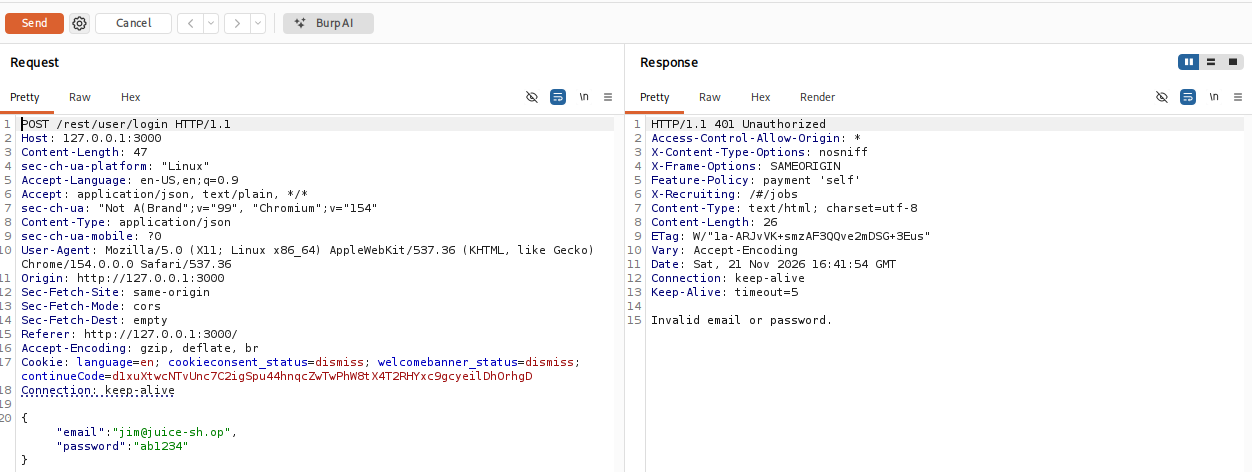 Send
Cancel
Burp AI
Request
Pretty Raw Hex
\n
1 POST /rest/user/login HTTP/1.1
2 Host: 127.0.0.1:3000
3 Content-Length: 47
4 sec-ch-ua-platform: "Linux"
5 Accept-Language: en-US,en;q=0.9
6 Accept: application/json, text/plain, */*
7 sec-ch-ua: "Not A(Brand";v="99", "Chromium";v="154"
8 Content-Type: application/json
9 sec-ch-ua-mobile: ?0
10 User-Agent: Mozilla/5.0 (X11; Linux x86_64) AppleWebKit/537.36 (KHTML, like Gecko)
Chrome/154.0.0.0 Safari/537.36
11 Origin: http://127.0.0.1:3000
12 Sec-Fetch-Site: same-origin
13 Sec-Fetch-Mode: cors
14 Sec-Fetch-Dest: empty
15 Referer: http://127.0.0.1:3000/
16 Accept-Encoding: gzip, deflate, br
17 Cookie: language=en; cookieconsent_status=dismiss; welcomebanner_status=dismiss;
continueCode=d1xuXtwcNTvUnc7C2igSpu44hnqcZwTwPhW8tX4T2RHYxc9gcyeilDhOrhgD
18 Connection: keep-alive
19
20 {
"email":"jim@juice-sh.op",
"password":"ab1234"
}
Response
Pretty Raw Hex Render
\n
1 HTTP/1.1 401 Unauthorized
2 Access-Control-Allow-Origin: *
3 X-Content-Type-Options: nosniff
4 X-Frame-Options: SAMEORIGIN
5 Feature-Policy: payment 'self'
6 X-Recruiting: /#/jobs
7 Content-Type: text/html; charset=utf-8
8 Content-Length: 26
9 ETag: W/"1a-ARJvVK+smzAF3QQve2mDSG+3Eus"
10 Vary: Accept-Encoding
11 Date: Sat, 21 Nov 2026 16:41:54 GMT
12 Connection: keep-alive
13 Keep-Alive: timeout=5
14
15 Invalid email or password.